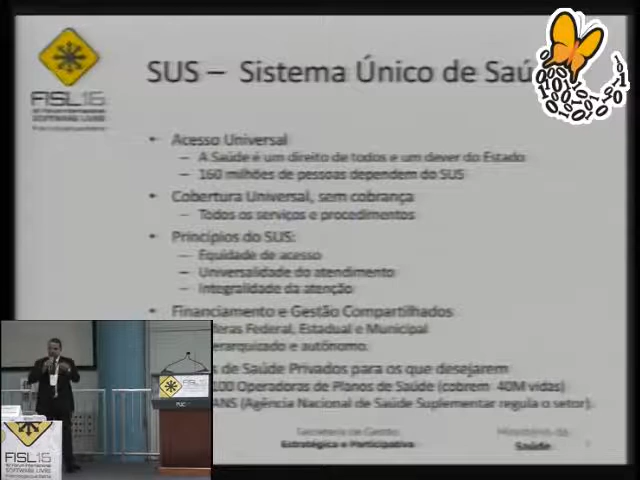 SUS – Sistema Único de Saú
FISL16
SOFTWARE LIVRE
• Acesso Universal
– A Saúde é um direito de todos e um dever do Estado
– 160 milhões de pessoas dependem do SUS
• Cobertura Universal, sem cobrança
– Todos os serviços e procedimentos
• Princípios do SUS:
– Equidade de acesso
– Universalidade do atendimento
– Integralidade da atenção
• Financiamento e Gestão Compartilhados
eras Federal, Estadual e Municipal
erarquizado e autônomo.
s de Saúde Privados para os que desejarem
100 Operadoras de Planos de Saúde (cobrem 40M vidas)
ANS (Agência Nacional de Saúde Suplementar regula o setor).
Secretaria de Gestão
Estratégica e Participativa
Ministério da
Saúde
FISL16
SOFTWARE LIVRE